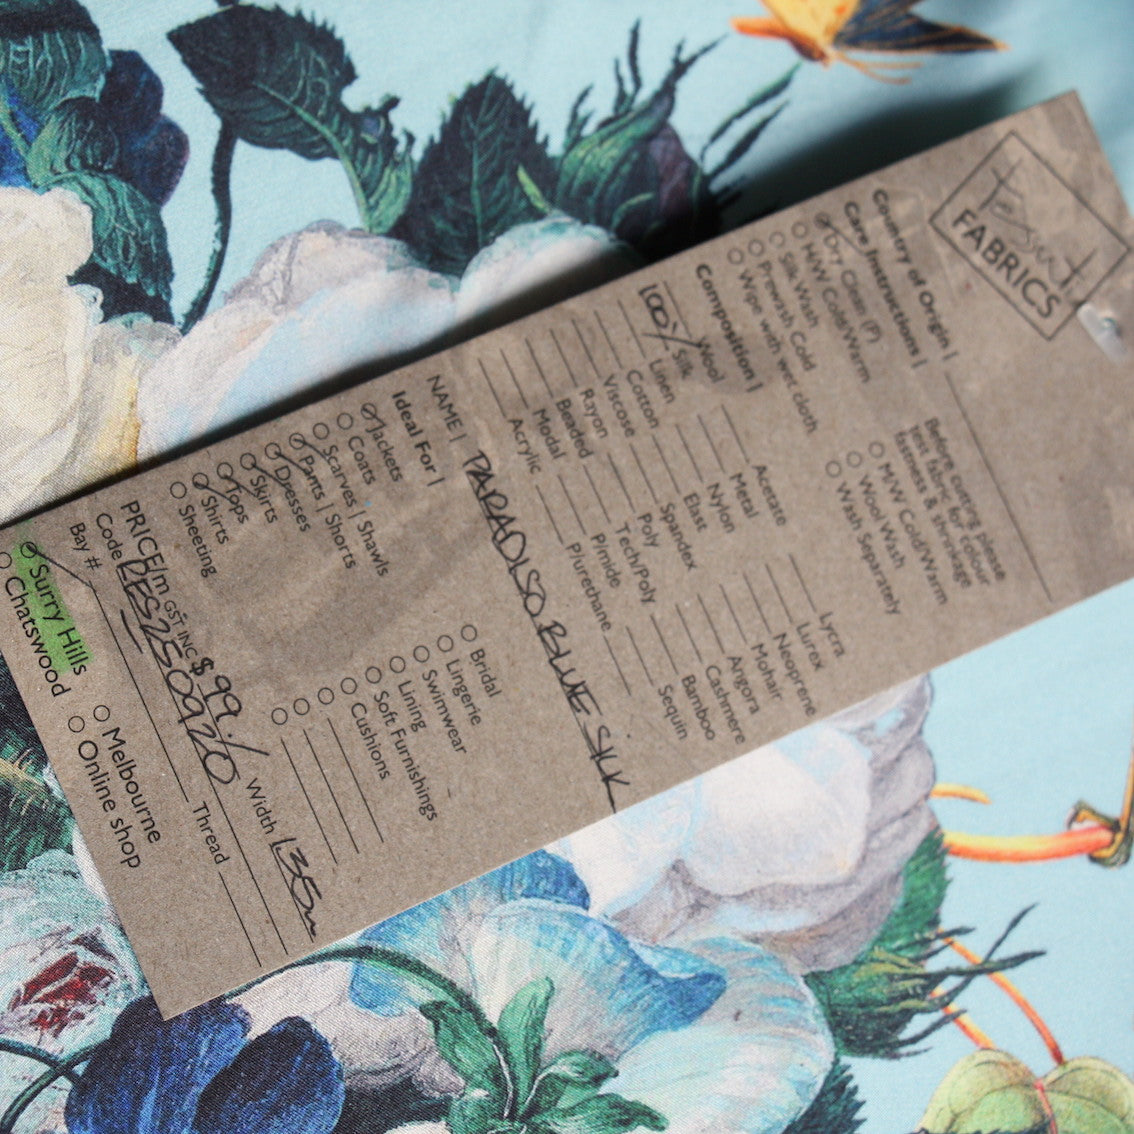 Tessuti
FABRICS
Country of Origin |
Care Instructions |
Dry Clean (P)
H/W Cold/Warm
Silk Wash
Prewash Cold
Wipe with wet cloth
Before cutting please
test fabric for colour
fastness & shrinkage
M/W Cold/Warm
Wool Wash
Wash Separately
Composition |
Wool
100% Silk
Linen
Cotton
Viscose
Rayon
Beaded
Modal
Acrylic
Acetate
Metal
Nylon
Elast
Spandex
Poly
Tech/Poly
P/mide
P/urethane
Lycra
Lurex
Neoprene
Mohair
Angora
Cashmere
Bamboo
Sequin
NAME | PARADISO BLUE SILK
Ideal For |
Jackets
Coats
Scarves | Shawls
Pants | Shorts
Dresses
Skirts
Tops
Shirts
Sheeting
Bridal
Lingerie
Swimwear
Lining
Soft Furnishings
Cushions
PRICE/m GST INC $ 99 Width 135
Code
Bay # Thread
Surry Hills
Chatswood
Melbourne
Online shop